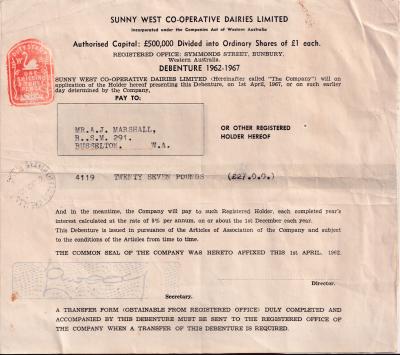 SUNNY WEST CO-OPERATIVE DAIRIES LIMITED
Incorporated under the Companies Act of Western Australia
Authorised Capital: £500,000 Divided into Ordinary Shares of £1 each.
REGISTERED OFFICE: SYMMONDS STREET, BUNBURY,
Western Australia.
DEBENTURE 1962-1967
SUNNY WEST CO-OPERATIVE DAIRIES LIMITED (Hereinafter called "The Company") will on
application of the Holder hereof presenting this Debenture, on 1st April, 1967, or on such earlier
day determined by the Company,
PAY TO:
MR.A.J. MARSHALL,
R..S.M. 291.
BUSSELTON. W.A.
OR OTHER REGISTERED
HOLDER HEREOF
4119 TWENTY SEVEN POUNDS (£27.0.0.)
And in the meantime, the Company will pay to such Registered Holder, each completed year's
interest calculated at the rate of 5% per annum, on or about the 1st December each year.
This Debenture is issued in pursuance of the Articles of Association of the Company and subject
to the conditions of the Articles from time to time.
THE COMMON SEAL OF THE COMPANY WAS HERETO AFFIXED THIS 1ST APRIL, 1962.
Director.
Secretary.
A TRANSFER FORM (OBTAINABLE FROM REGISTERED OFFICE) DULY COMPLETED AND
ACCOMPANIED BY THIS DEBENTURE MUST BE SENT TO THE REGISTERED OFFICE OF
THE COMPANY WHEN A TRANSFER OF THIS DEBENTURE IS REQUIRED.